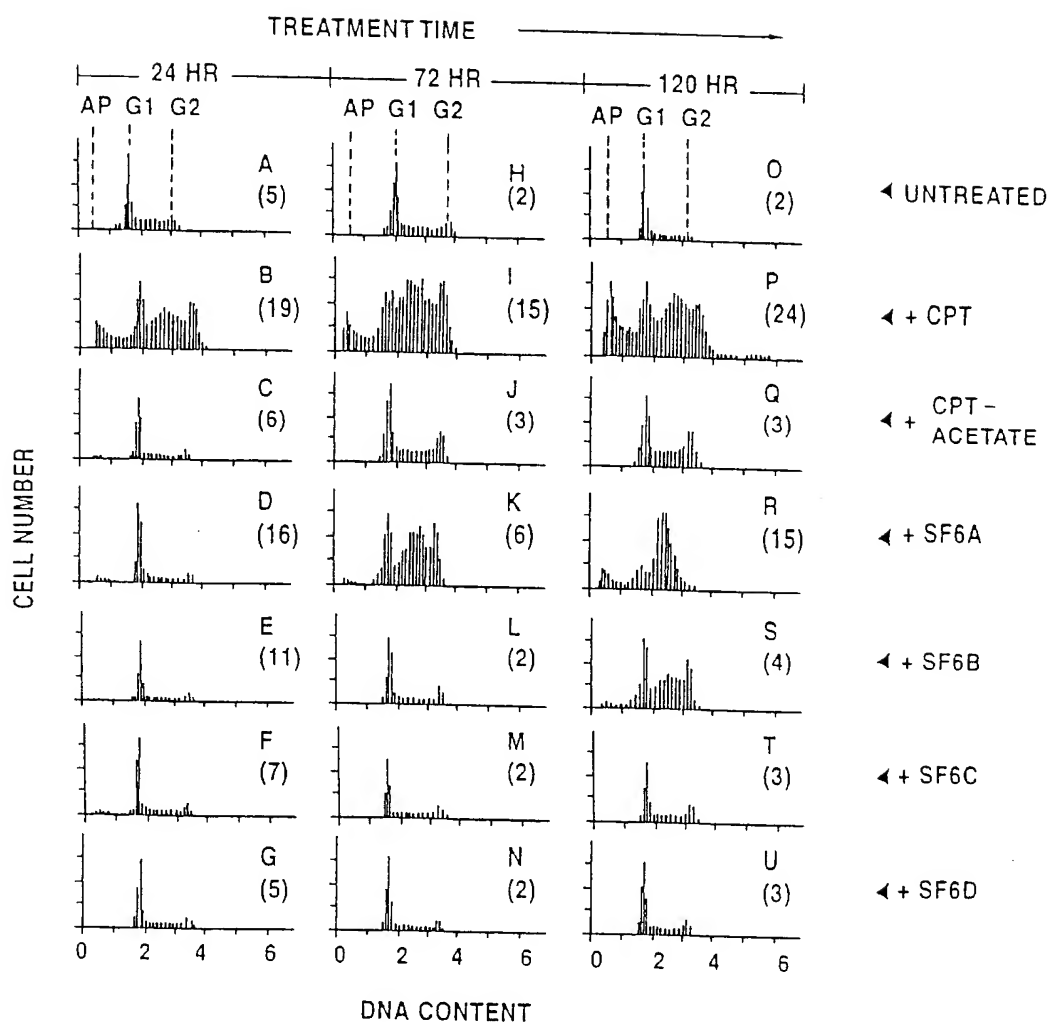 TREATMENT TIME
24 HR 72 HR 120 HR
AP G1 G2 AP G1 G2 AP G1 G2
A
(5)
H
(2)
O
(2)
UNTREATED
B
(19)
I
(15)
P
(24)
+ CPT
C
(6)
J
(3)
Q
(3)
+ CPT –
ACETATE
D
(16)
K
(6)
R
(15)
+ SF6A
E
(11)
L
(2)
S
(4)
+ SF6B
F
(7)
M
(2)
T
(3)
+ SF6C
G
(5)
N
(2)
U
(3)
+ SF6D
0 2 4 6 0 2 4 6 0 2 4 6
CELL NUMBER
DNA CONTENT